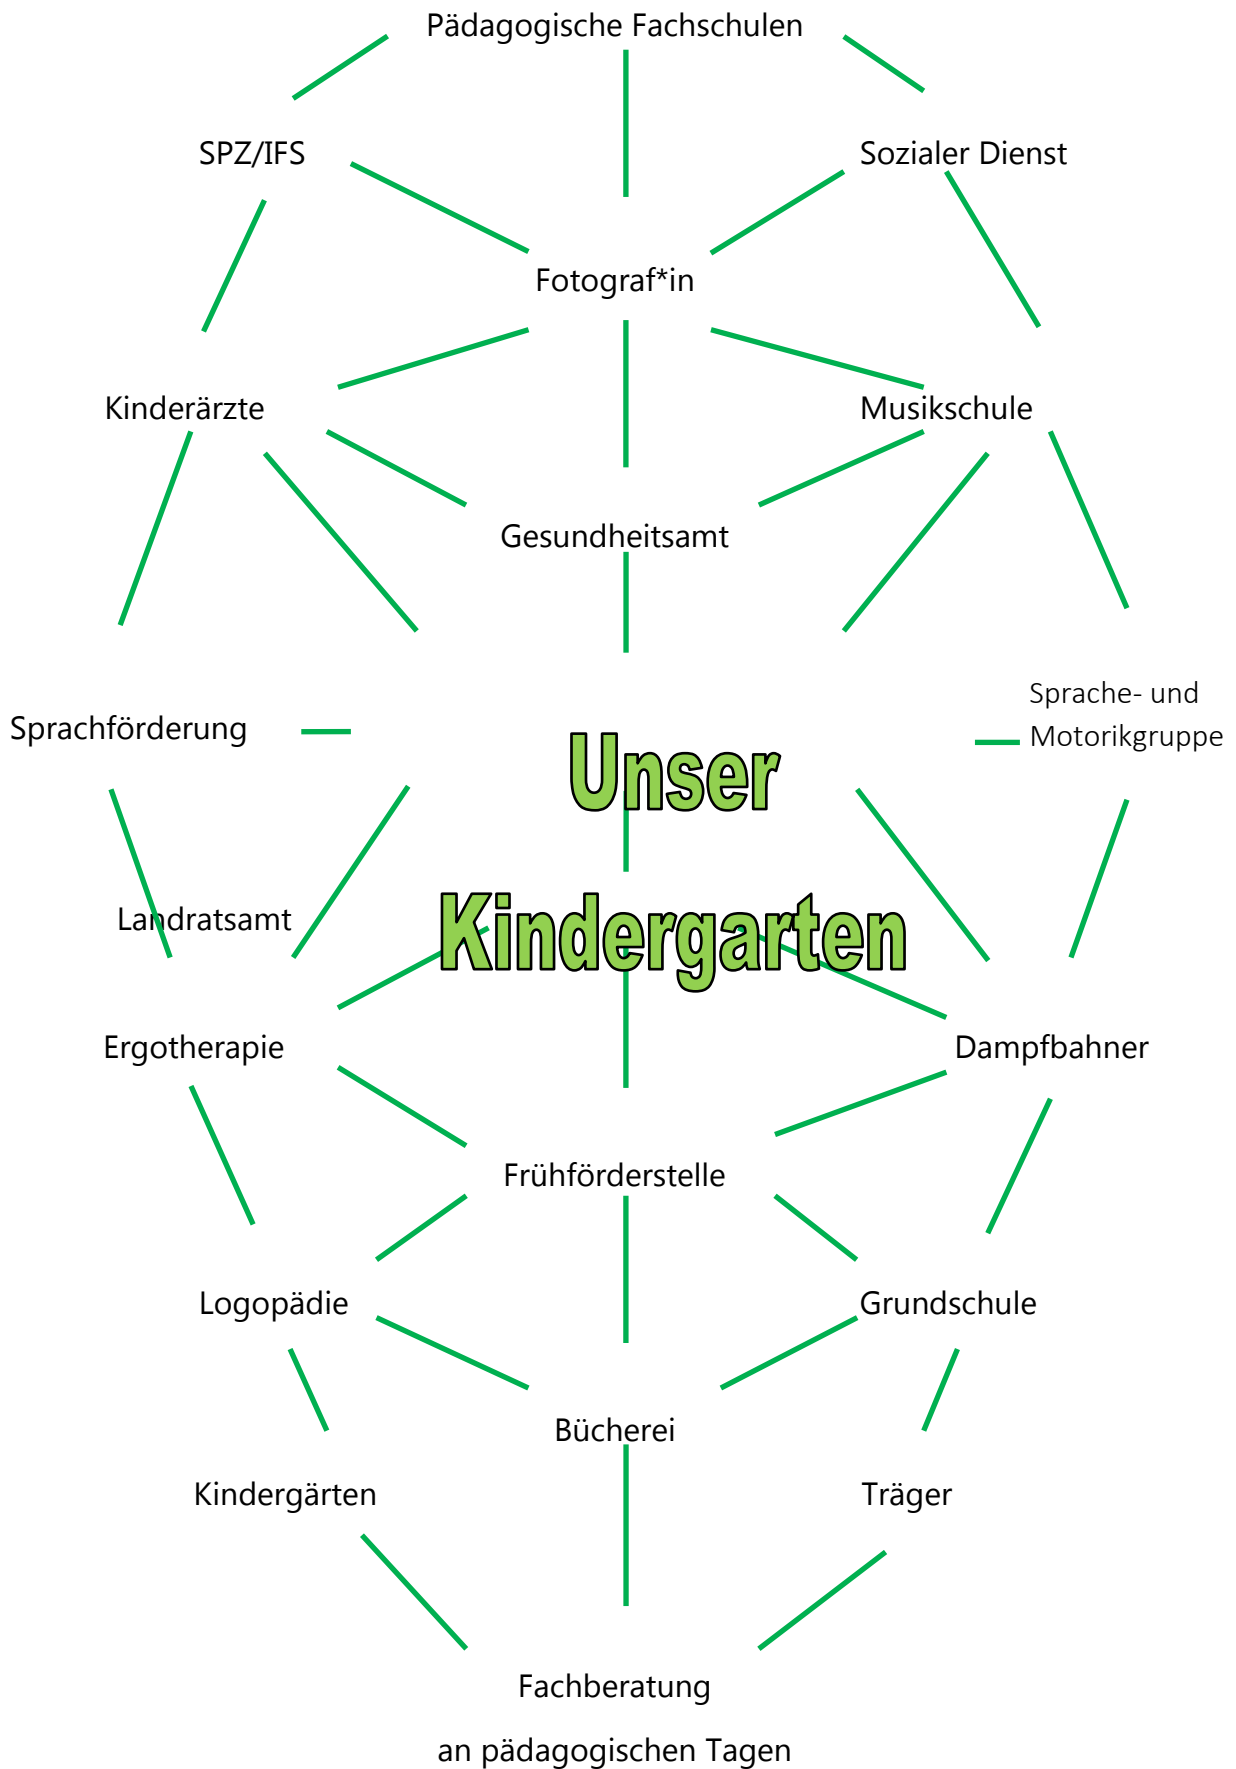 Pädagogische Fachschulen
SPZ/IFS
Sozialer Dienst
Fotograf*in
Kinderärzte
Musikschule
Gesundheitsamt
Sprache- und
Sprachförderung
Motorikgruppe
Unser
Landratsamt
Kindergarten
Ergotherapie
Dampfbahner
Frühförderstelle
Logopädie
Grundschule
Bücherei
Kindergärten
Träger
Fachberatung
an pädagogischen Tagen